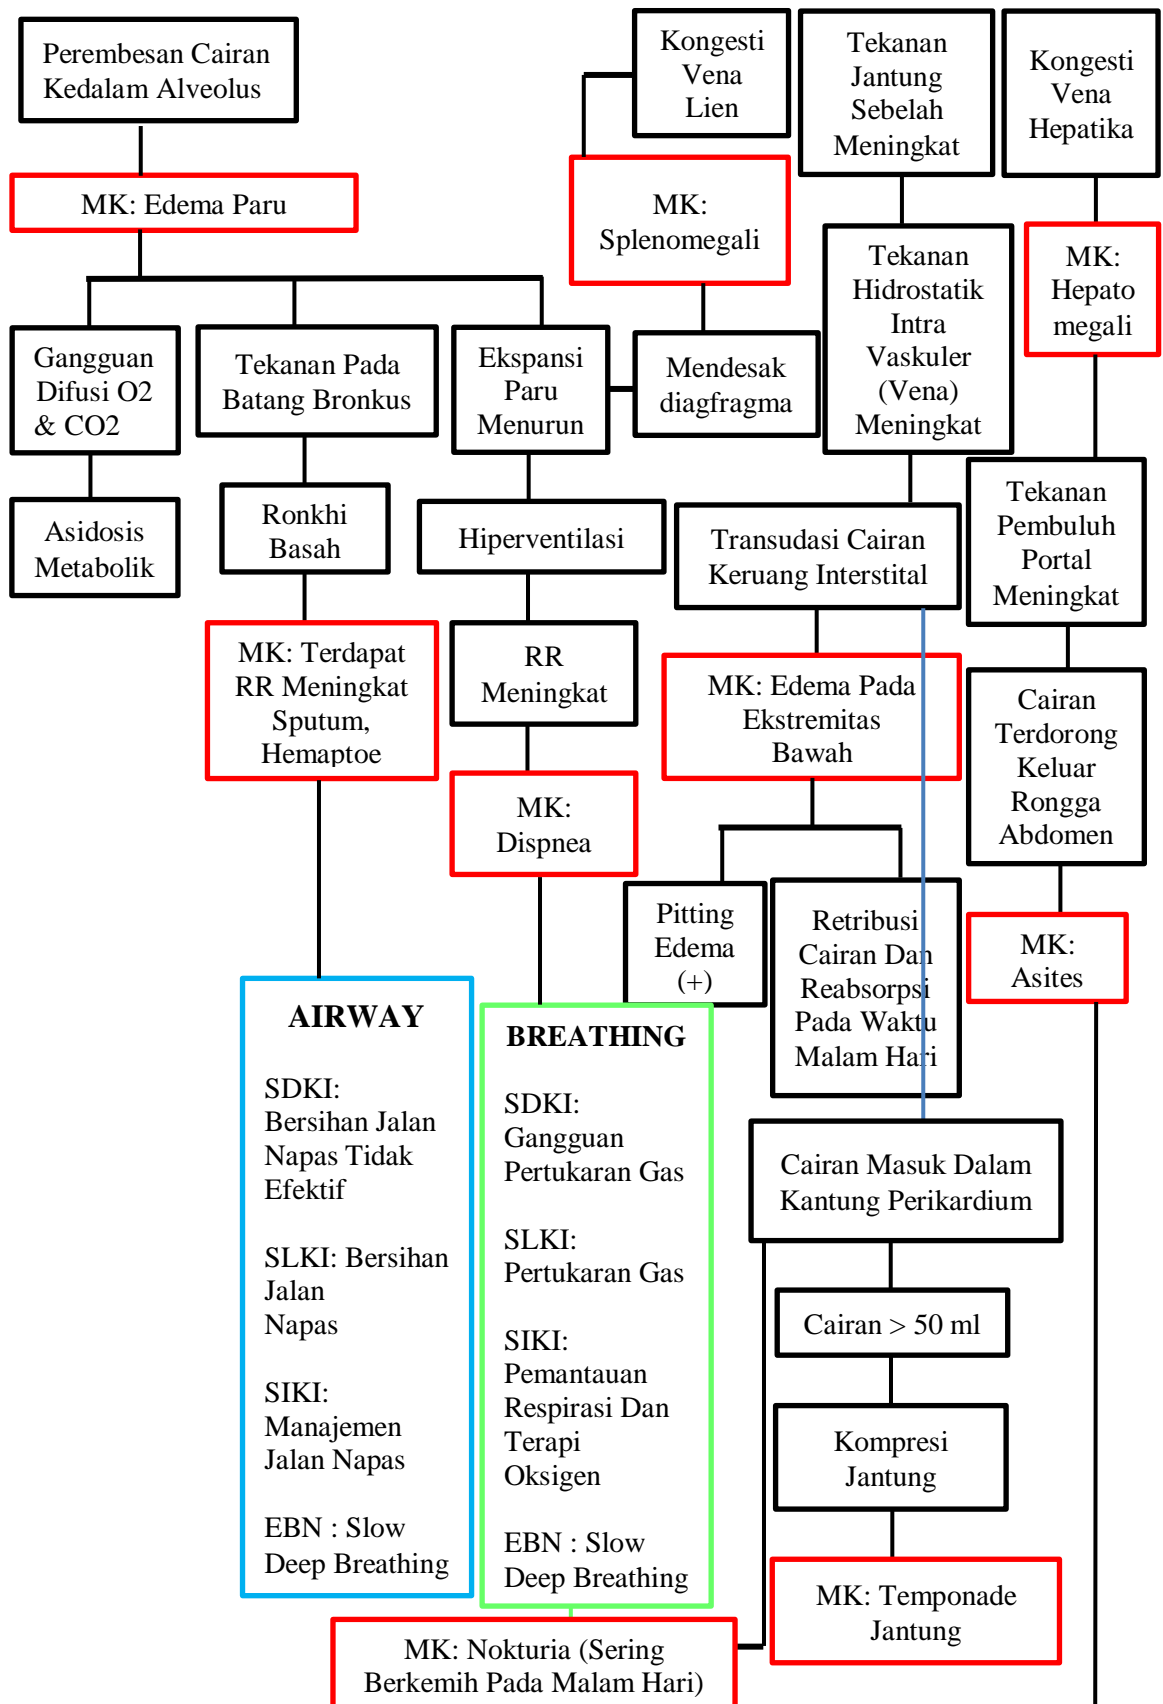 Perembesan Cairan
Kedalam Alveolus
Kongesti
Vena
Lien
Tekanan
Jantung
Sebelah
Meningkat
Kongesti
Vena
Hepatika
MK: Edema Paru
MK:
Splenomegali
Tekanan
Hidrostatik
Intra
Vaskuler
(Vena)
Meningkat
MK:
Hepato
megali
Gangguan
Difusi O2
& CO2
Tekanan Pada
Batang Bronkus
Ekspansi
Paru
Menurun
Mendesak
diagfragma
Asidosis
Metabolik
Ronkhi
Basah
Hiperventilasi
Transudasi Cairan
Keruang Interstital
Tekanan
Pembuluh
Portal
Meningkat
MK: Terdapat
RR Meningkat
Sputum,
Hemaptoe
RR
Meningkat
MK: Edema Pada
Ekstremitas
Bawah
Cairan
Terdorong
Keluar
Rongga
Abdomen
MK:
Dispnea
Pitting
Edema
(+)
Retribusi
Cairan Dan
Reabsorpsi
Pada Waktu
Malam Hari
MK:
Asites
AIRWAY
SDKI:
Bersihan Jalan
Napas Tidak
Efektif
SLKI: Bersihan
Jalan
Napas
SIKI:
Manajemen
Jalan Napas
EBN : Slow
Deep Breathing
BREATHING
SDKI:
Gangguan
Pertukaran Gas
SLKI:
Pertukaran Gas
SIKI:
Pemantauan
Respirasi Dan
Terapi
Oksigen
EBN : Slow
Deep Breathing
Cairan Masuk Dalam
Kantung Perikardium
Cairan > 50 ml
Kompresi
Jantung
MK: Temponade
Jantung
MK: Nokturia (Sering
Berkemih Pada Malam Hari)